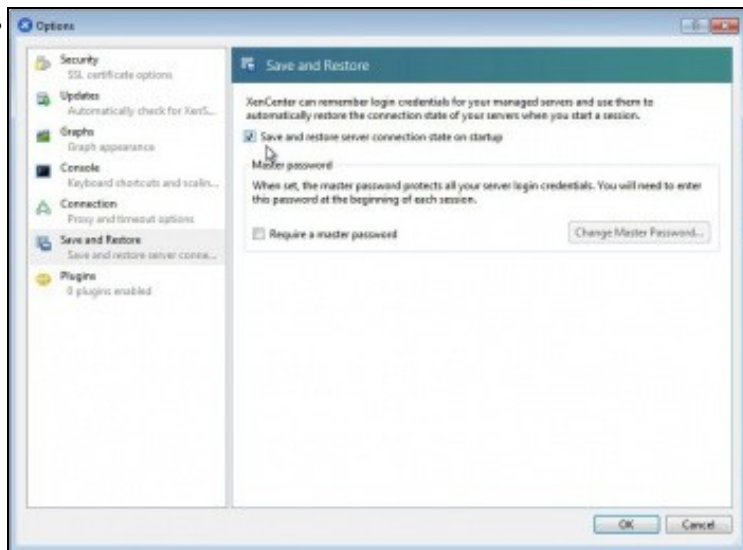 Options
Security
SSL certificate options
Updates
Automatically check for XenS...
Graphs
Graph appearance
Console
Keyboard shortcuts and scalin...
Connection
Proxy and timeout options
Save and Restore
Save and restore server conne...
Plugins
0 plugins enabled
Save and Restore
XenCenter can remember login credentials for your managed servers and use them to
automatically restore the connection state of your servers when you start a session.
Save and restore server connection state on startup
Master password
When set, the master password protects all your server login credentials. You will need to enter
this password at the beginning of each session.
Require a master password
Change Master Password...
OK
Cancel